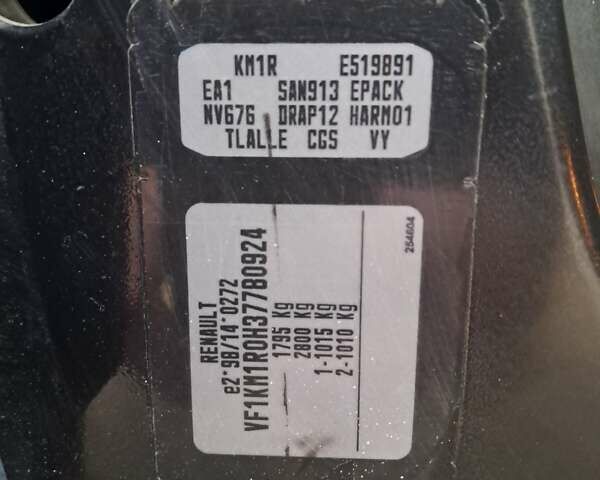 KM1R E519891
EA1 SAN913 EPACK
NV676 DRAP12 HARM01
TLALLE CGS VY
254604
RENAULT
e2*98/14*0272
VF1KM1R0H37780924
1795 Kg
2800 Kg
1-1015 Kg
2-1010 Kg